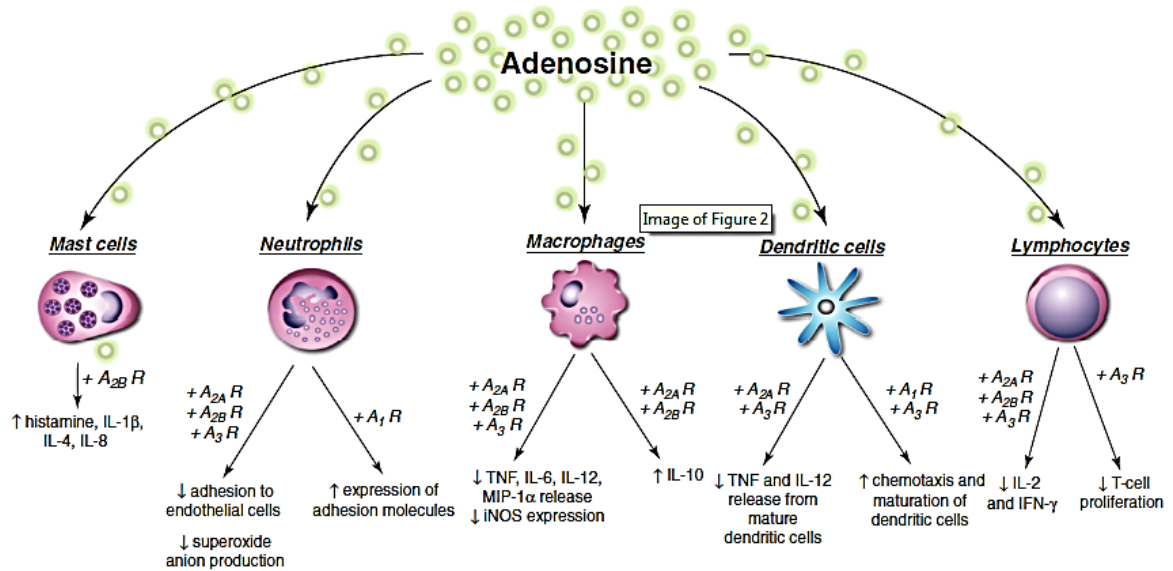 Adenosine
Image of Figure 2
Mast cells
Neutrophils
Macrophages
Dendritic cells
Lymphocytes
+ A2B R
↑ histamine, IL-1β,
IL-4, IL-8
+ A2A R
+ A2B R
+ A3 R
+ A1 R
↓ adhesion to
endothelial cells
↓ superoxide
anion production
↑ expression of
adhesion molecules
+ A2A R
+ A2B R
+ A3 R
+ A2A R
+ A2B R
↓ TNF, IL-6, IL-12,
MIP-1α release
↓ iNOS expression
↑ IL-10
+ A2A R
+ A3 R
+ A1 R
+ A3 R
↓ TNF and IL-12
release from
mature
dendritic cells
↑ chemotaxis and
maturation of
dendritic cells
+ A2A R
+ A2B R
+ A3 R
+ A3 R
↓ IL-2
and IFN-γ
↓ T-cell
proliferation